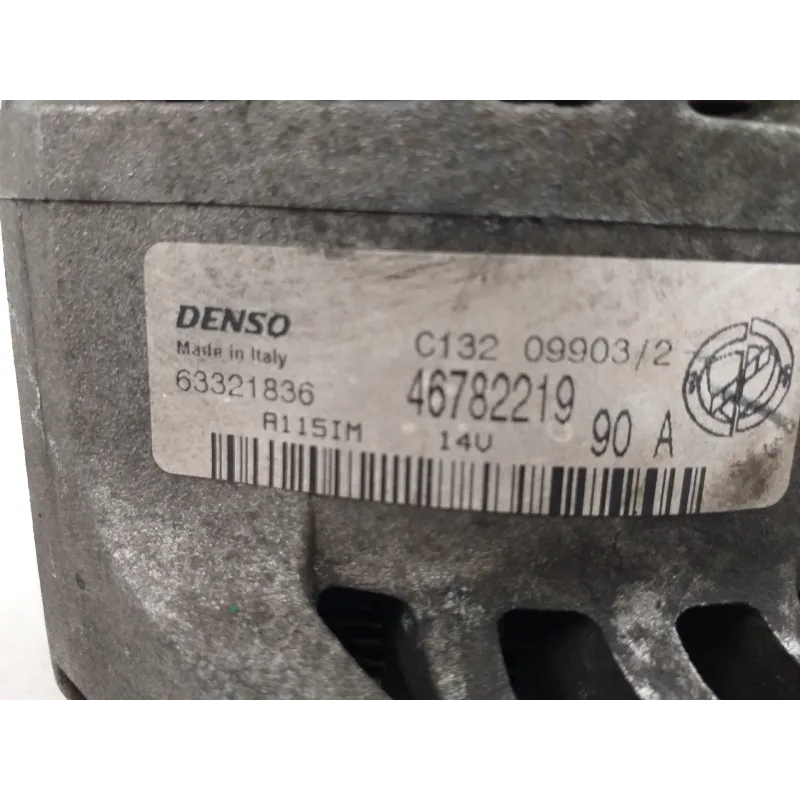 DENSO
Made in Italy
C132 09903/2
63321836
46782219
90 A
A115IM
14V